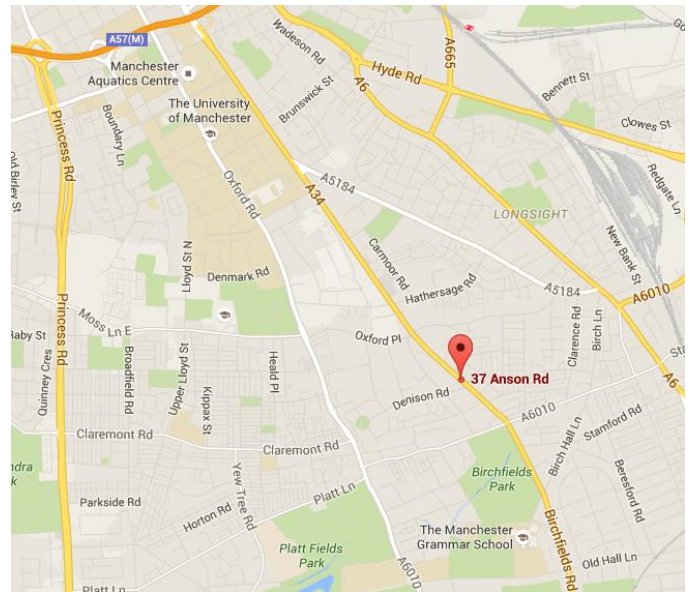 A57(M)
Manchester
Aquatics Centre
Wadeson Rd
A665
Hyde Rd
A6
Bennett St
The University
of Manchester
Brunswick St
Clowes St
Princess Rd
Boundary Ln
Old Birley St
Oxford Rd
A34
A5184
Redgate Ln
LONGSIGHT
New Bank St
Lloyd St N
Denmark Rd
Carmoor Rd
Hathersage Rd
A5184
A6010
Princess Rd
Moss Ln E
Raby St
Oxford Pl
Clarence Rd
Birch Ln
Quinney Cres
Broadfield Rd
Upper Lloyd St
Kippax St
Heald Pl
37 Anson Rd
A6
Denison Rd
A6010
Stamford Rd
Claremont Rd
Claremont Rd
Birch Hall Ln
Birchfields
Park
Beresford Rd
Yew Tree Rd
Platt Ln
Parkside Rd
Horton Rd
Birchfields Rd
The Manchester
Grammar School
Platt Fields
Park
Old Hall Ln
A6010
Platt Ln